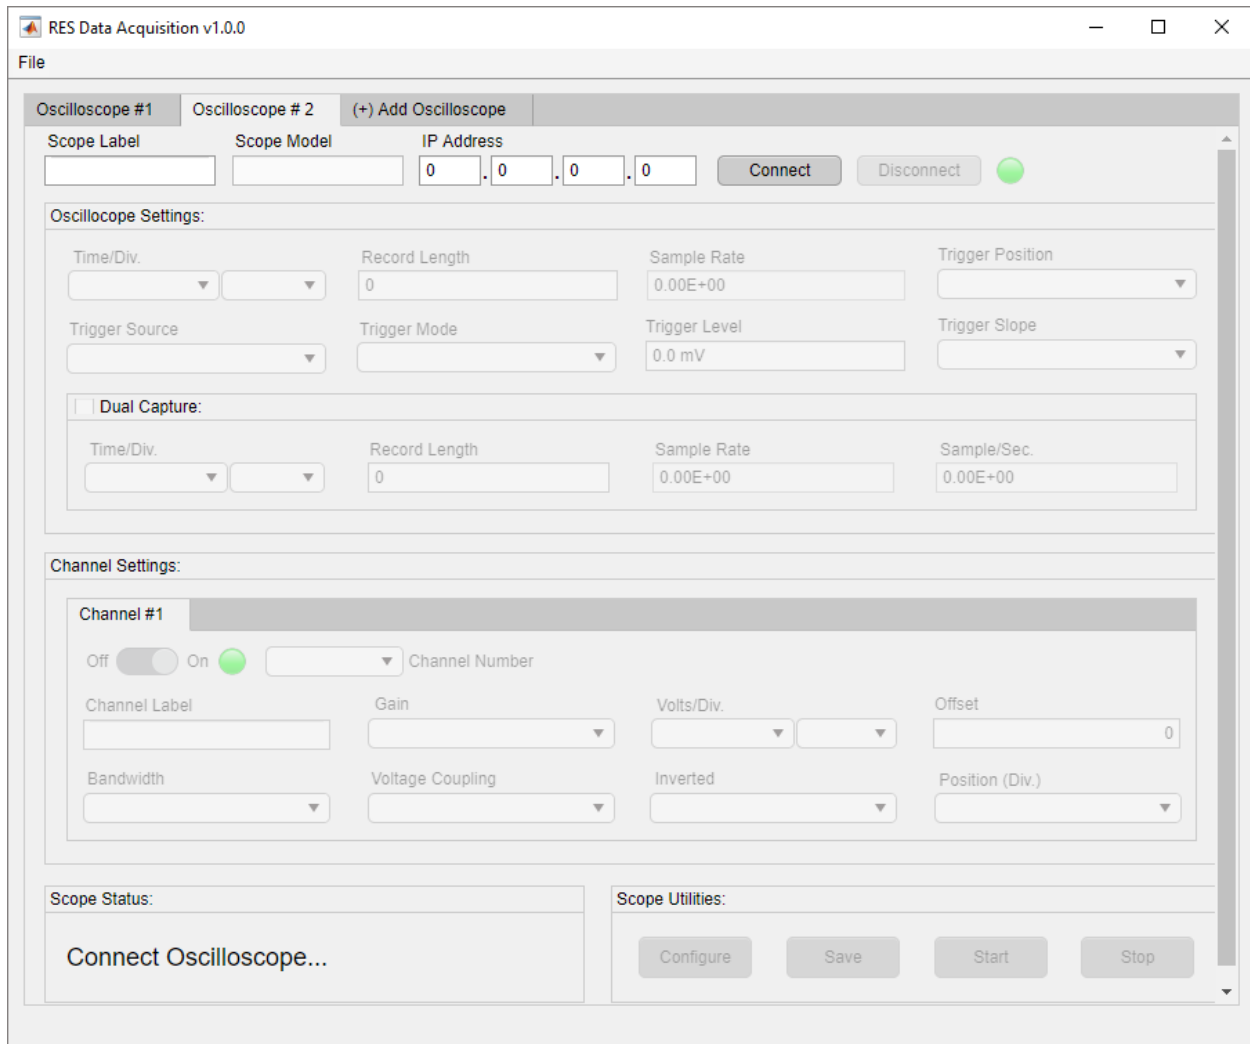 RES Data Acquisition v1.0.0
File
Oscilloscope #1 Oscilloscope # 2 (+) Add Oscilloscope
Scope Label Scope Model IP Address
0 . 0 . 0 . 0 Connect Disconnect
Oscillocope Settings:
Time/Div. Record Length Sample Rate Trigger Position
0 0.00E+00
Trigger Source Trigger Mode Trigger Level Trigger Slope
0.0 mV
Dual Capture:
Time/Div. Record Length Sample Rate Sample/Sec.
0 0.00E+00 0.00E+00
Channel Settings:
Channel #1
Off On Channel Number
Channel Label Gain Volts/Div. Offset
0
Bandwidth Voltage Coupling Inverted Position (Div.)
Scope Status: Scope Utilities:
Connect Oscilloscope... Configure Save Start Stop